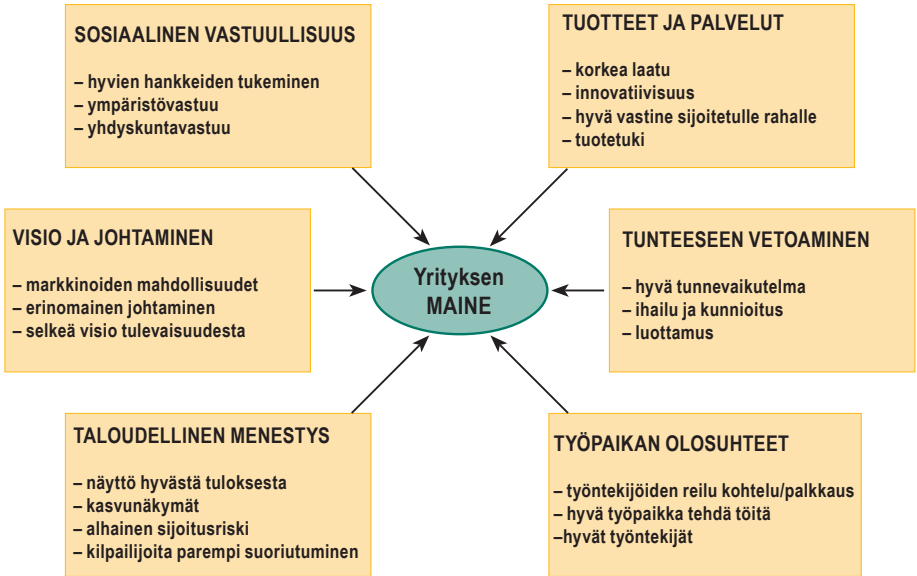 SOSIAALINEN VASTUULLISUUS
– hyvien hankkeiden tukeminen
– ympäristövastuu
– yhdyskuntavastuu
TUOTTEET JA PALVELUT
– korkea laatu
– innovatiivisuus
– hyvä vastine sijoitetulle rahalle
– tuotetuki
VISIO JA JOHTAMINEN
– markkinoiden mahdollisuudet
– erinomainen johtaminen
– selkeä visio tulevaisuudesta
Yrityksen
MAINE
TUNTEESEEN VETOAMINEN
– hyvä tunnevaikutelma
– ihailu ja kunnioitus
– luottamus
TALOUDELLINEN MENESTYS
– näyttö hyvästä tuloksesta
– kasvunäkymät
– alhainen sijoitusriski
– kilpailijoita parempi suoriutuminen
TYÖPAIKAN OLOSUHTEET
– työntekijöiden reilu kohtelu/palkkaus
– hyvä työpaikka tehdä töitä
–hyvät työntekijät